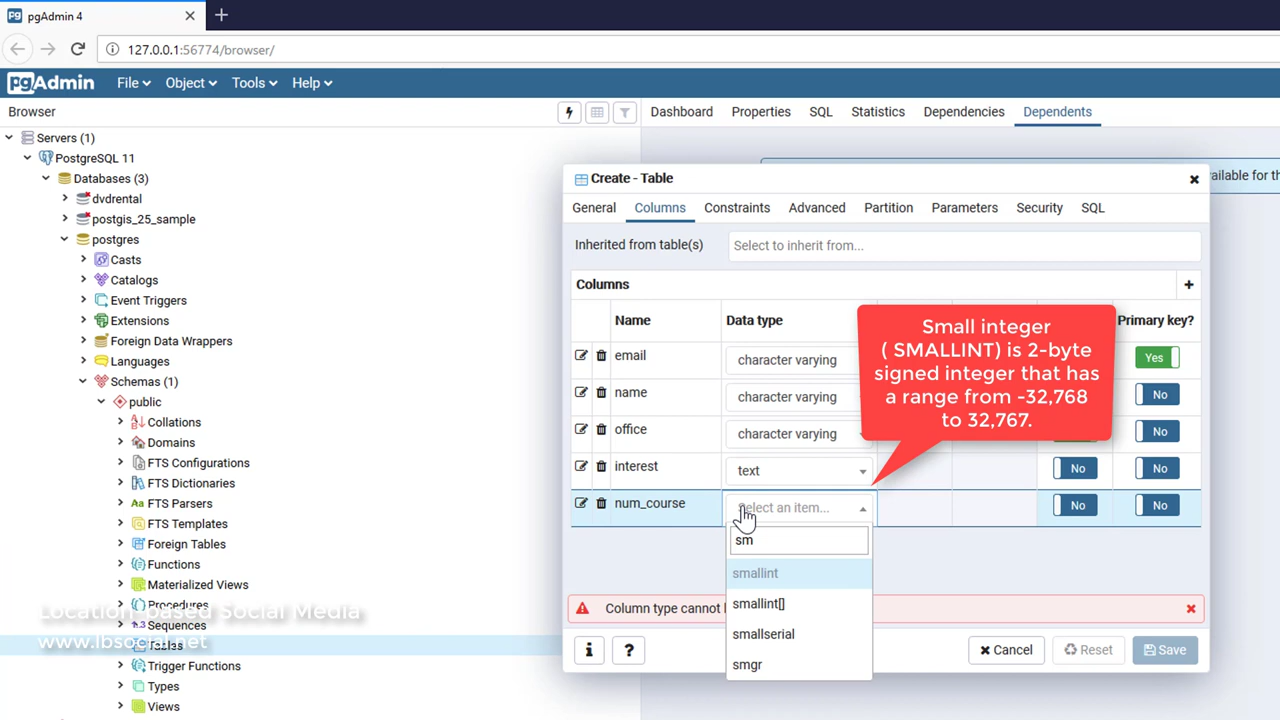 pgAdmin 4
127.0.0.1:56774/browser/
pgAdmin File Object Tools Help
Browser
Dashboard Properties SQL Statistics Dependencies Dependents
Servers (1)
PostgreSQL 11
Databases (3)
dvdrental
postgis_25_sample
postgres
Casts
Catalogs
Event Triggers
Extensions
Foreign Data Wrappers
Languages
Schemas (1)
public
Collations
Domains
FTS Configurations
FTS Dictionaries
Aa FTS Parsers
FTS Templates
Foreign Tables
Functions
Materialized Views
Procedures
Sequences
Tables
Trigger Functions
Types
Views
Location-based Social Media
www.lbsocial.net
vailable for th
Create - Table
General Columns Constraints Advanced Partition Parameters Security SQL
Inherited from table(s) Select to inherit from...
Columns
Name Data type Primary key?
email character varying Yes
name character varying No
office character varying No
interest text No No
num_course Select an item... No No
sm
smallint
smallint[]
smallserial
smgr
Small integer
( SMALLINT) is 2-byte
signed integer that has
a range from -32,768
to 32,767.
Column type cannot
Cancel Reset Save